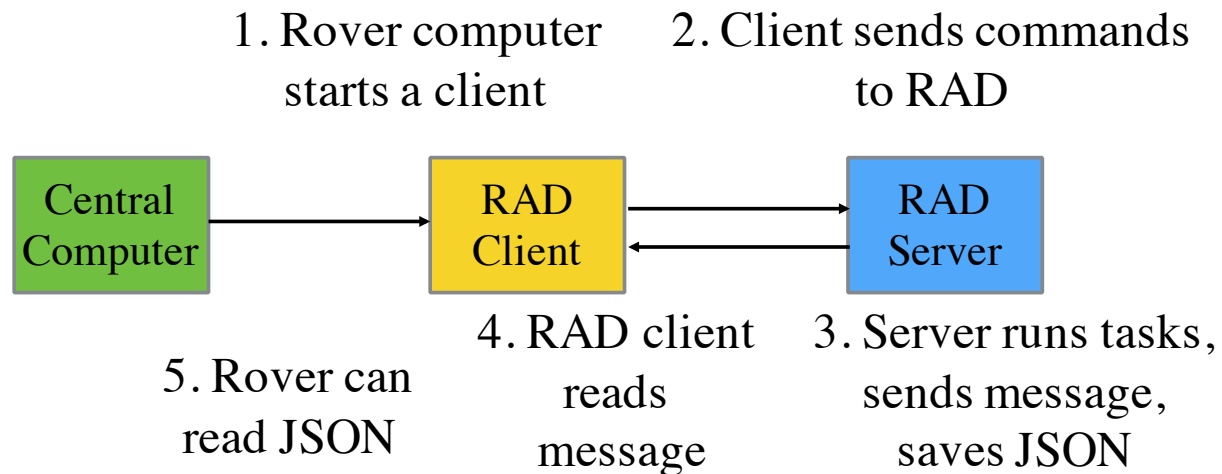 1. Rover computer
starts a client
2. Client sends commands
to RAD
Central
Computer
RAD
Client
RAD
Server
5. Rover can
read JSON
4. RAD client
reads
message
3. Server runs tasks,
sends message,
saves JSON